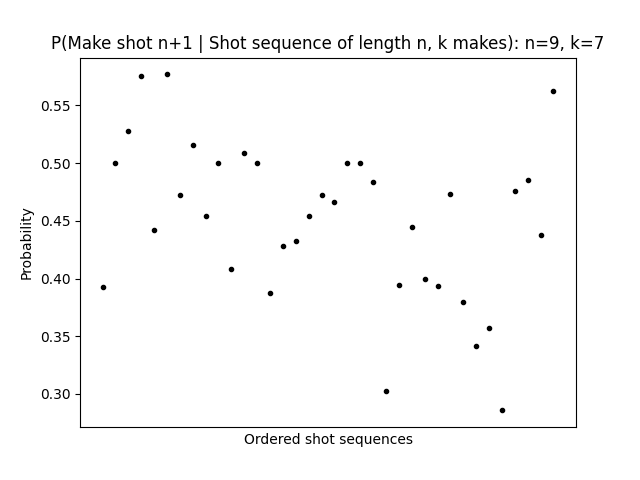 P(Make shot n+1 | Shot sequence of length n, k makes): n=9, k=7
0.55
0.50
0.45
0.40
0.35
0.30
Probability
Ordered shot sequences